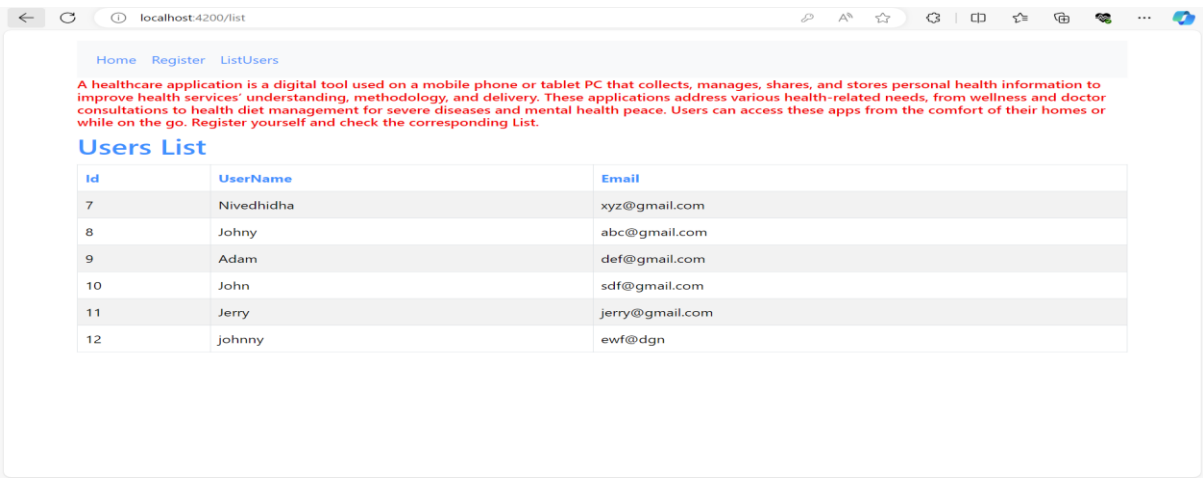 localhost:4200/list
Home Register ListUsers
A healthcare application is a digital tool used on a mobile phone or tablet PC that collects, manages, shares, and stores personal health information to
improve health services' understanding, methodology, and delivery. These applications address various health-related needs, from wellness and doctor
consultations to health diet management for severe diseases and mental health peace. Users can access these apps from the comfort of their homes or
while on the go. Register yourself and check the corresponding List.
Users List
Id UserName Email
7 Nivedhidha xyz@gmail.com
8 Johny abc@gmail.com
9 Adam def@gmail.com
10 John sdf@gmail.com
11 Jerry jerry@gmail.com
12 johnny ewf@dgn